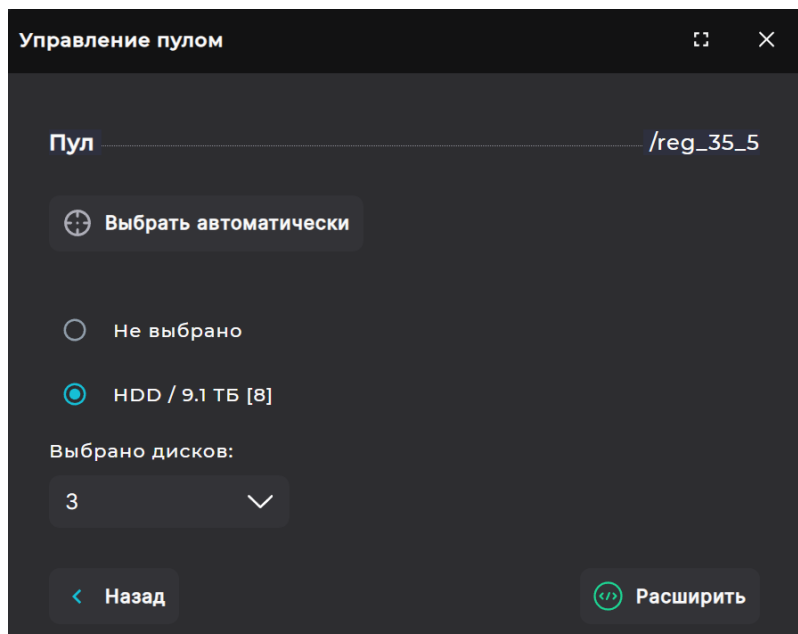 Управление пулом
Пул /reg_35_5
Выбрать автоматически
Не выбрано
HDD / 9.1 ТБ [8]
Выбрано дисков:
3
Назад Расширить